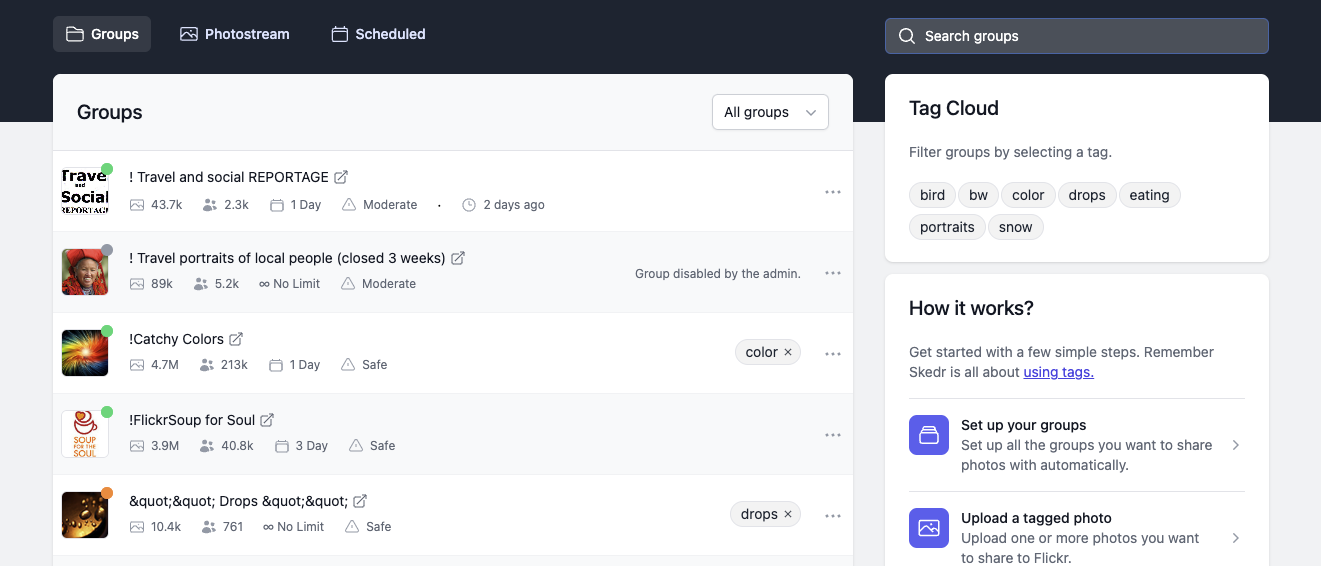 Groups
Photostream
Scheduled
Search groups
Groups
All groups
Travel
and
Social
REPORTAGE
! Travel and social REPORTAGE
43.7k 2.3k 1 Day Moderate · 2 days ago
! Travel portraits of local people (closed 3 weeks)
89k 5.2k ∞ No Limit Moderate
Group disabled by the admin.
!Catchy Colors
4.7M 213k 1 Day Safe
color ×
SOUP
FOR THE
SOUL
!FlickrSoup for Soul
3.9M 40.8k 3 Day Safe
&quot;&quot; Drops &quot;&quot;
10.4k 761 ∞ No Limit Safe
drops ×
Tag Cloud
Filter groups by selecting a tag.
bird bw color drops eating
portraits snow
How it works?
Get started with a few simple steps. Remember
Skedr is all about using tags.
Set up your groups
Set up all the groups you want to share
photos with automatically.
Upload a tagged photo
Upload one or more photos you want
to share to Flickr.